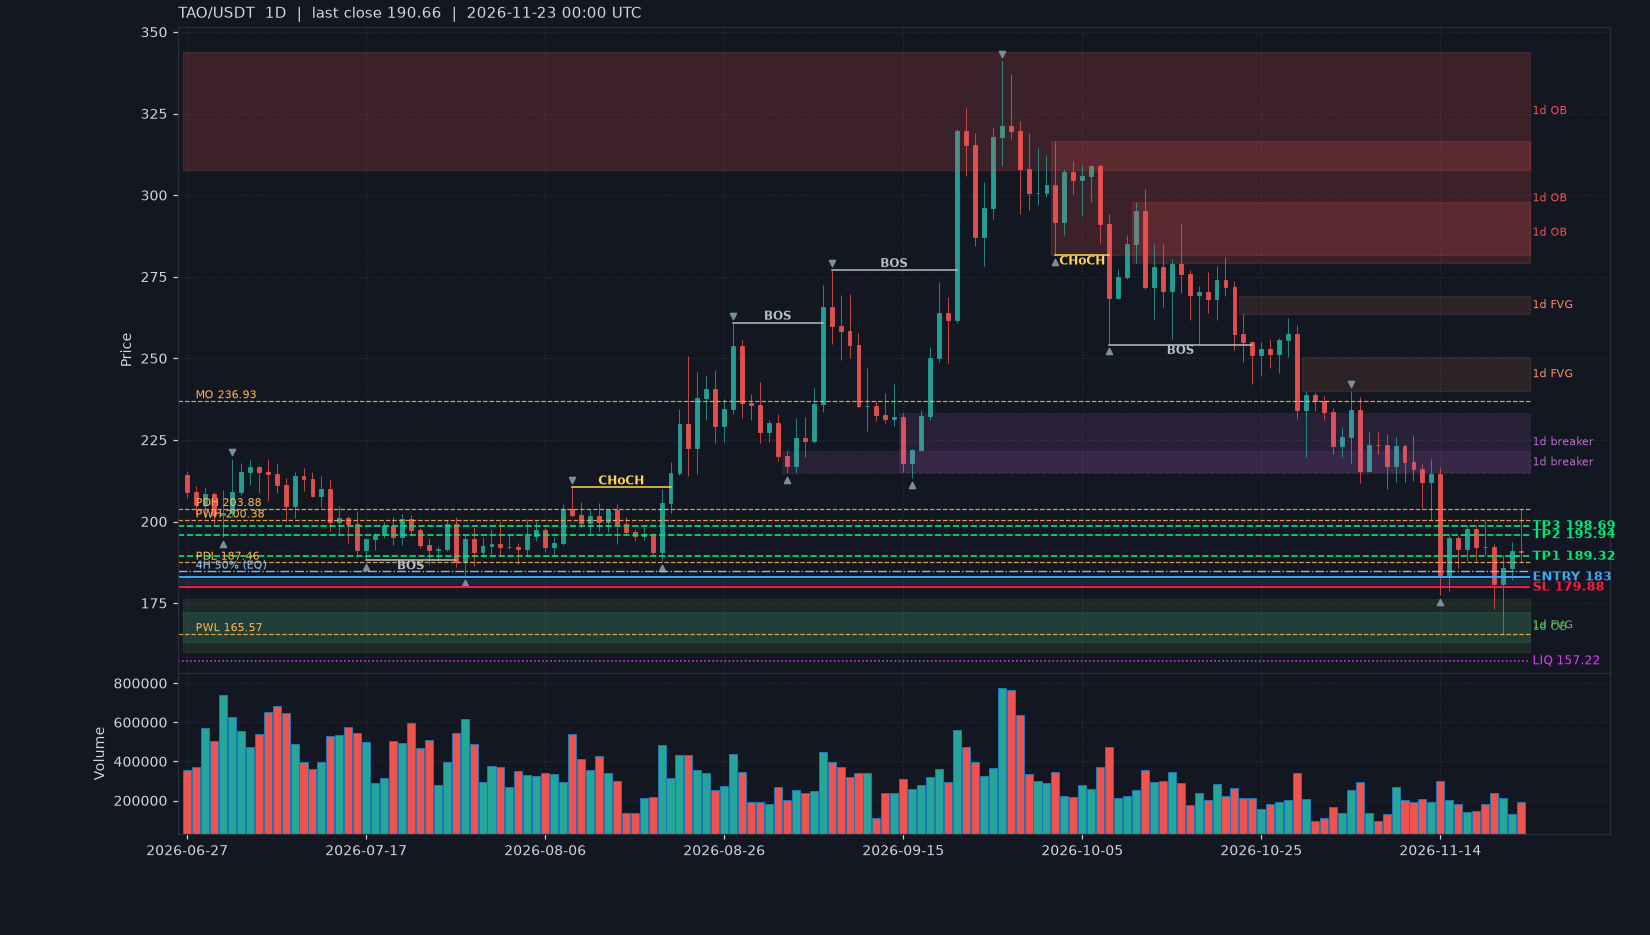 TAO/USDT 1D | last close 190.66 | 2026-11-23 00:00 UTC
350
325
300
275
250
225
200
175
Price
1d OB
1d OB
1d OB
1d FVG
1d FVG
1d breaker
1d breaker
BOS
BOS
CHoCH
BOS
CHoCH
BOS
MO 236.93
PDH 203.88
PWH 200.38
PDL 187.46
4H 50% (EQ)
PWL 165.57
TP3 198.69
TP2 195.94
TP1 189.32
ENTRY 183
SL 179.88
1d FVG
1d OB
LIQ 157.22
800000
600000
400000
200000
Volume
2026-06-27
2026-07-17
2026-08-06
2026-08-26
2026-09-15
2026-10-05
2026-10-25
2026-11-14